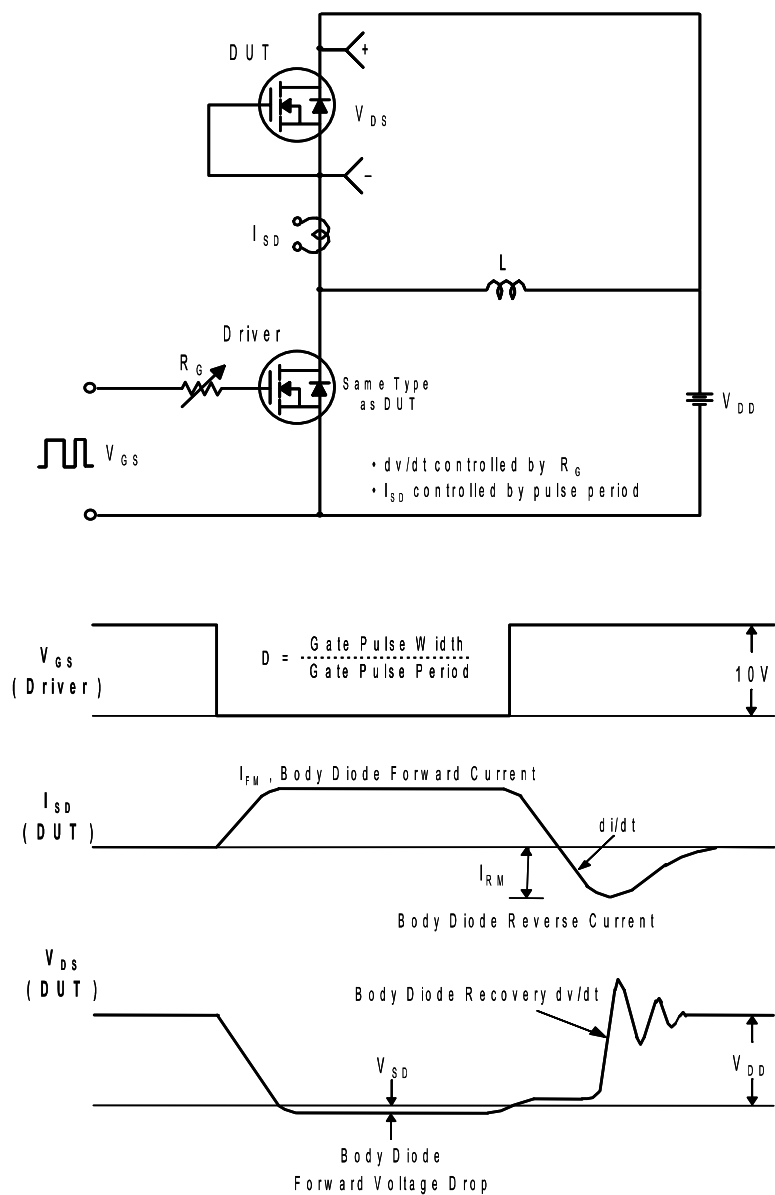 DUT
+
VDS
−
ISD
L
Driver
RG
Same Type
as DUT
VDD
VGS
• dv/dt controlled by RG
• ISD controlled by pulse period
VGS
(Driver)
D = Gate Pulse Width
Gate Pulse Period
10V
IFM , Body Diode Forward Current
ISD
(DUT)
di/dt
IRM
Body Diode Reverse Current
VDS
(DUT)
Body Diode Recovery dv/dt
VSD
VDD
Body Diode
Forward Voltage Drop